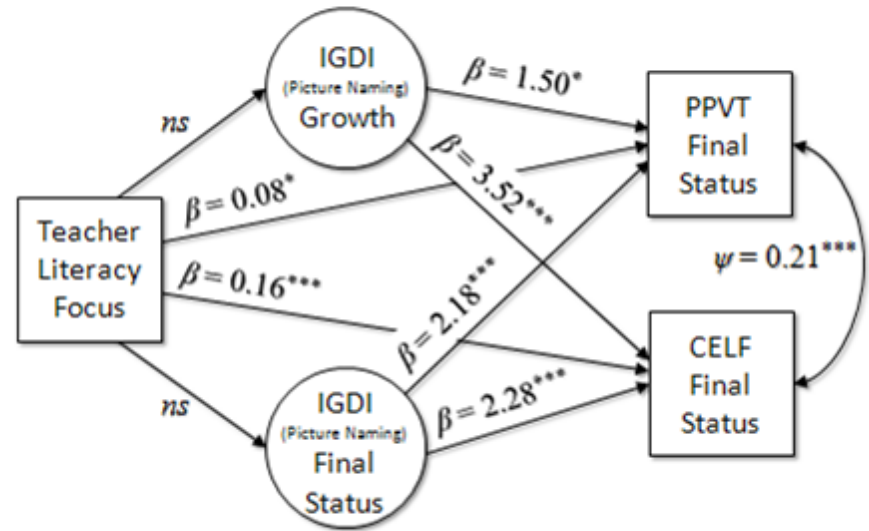 IGDI
(Picture Naming)
Growth
β = 1.50*
PPVT
Final
Status
ns
β = 3.52***
β = 0.08*
Teacher
Literacy
Focus
ψ = 0.21***
β = 0.16***
β = 2.18***
CELF
Final
Status
ns
IGDI
(Picture Naming)
Final
Status
β = 2.28***